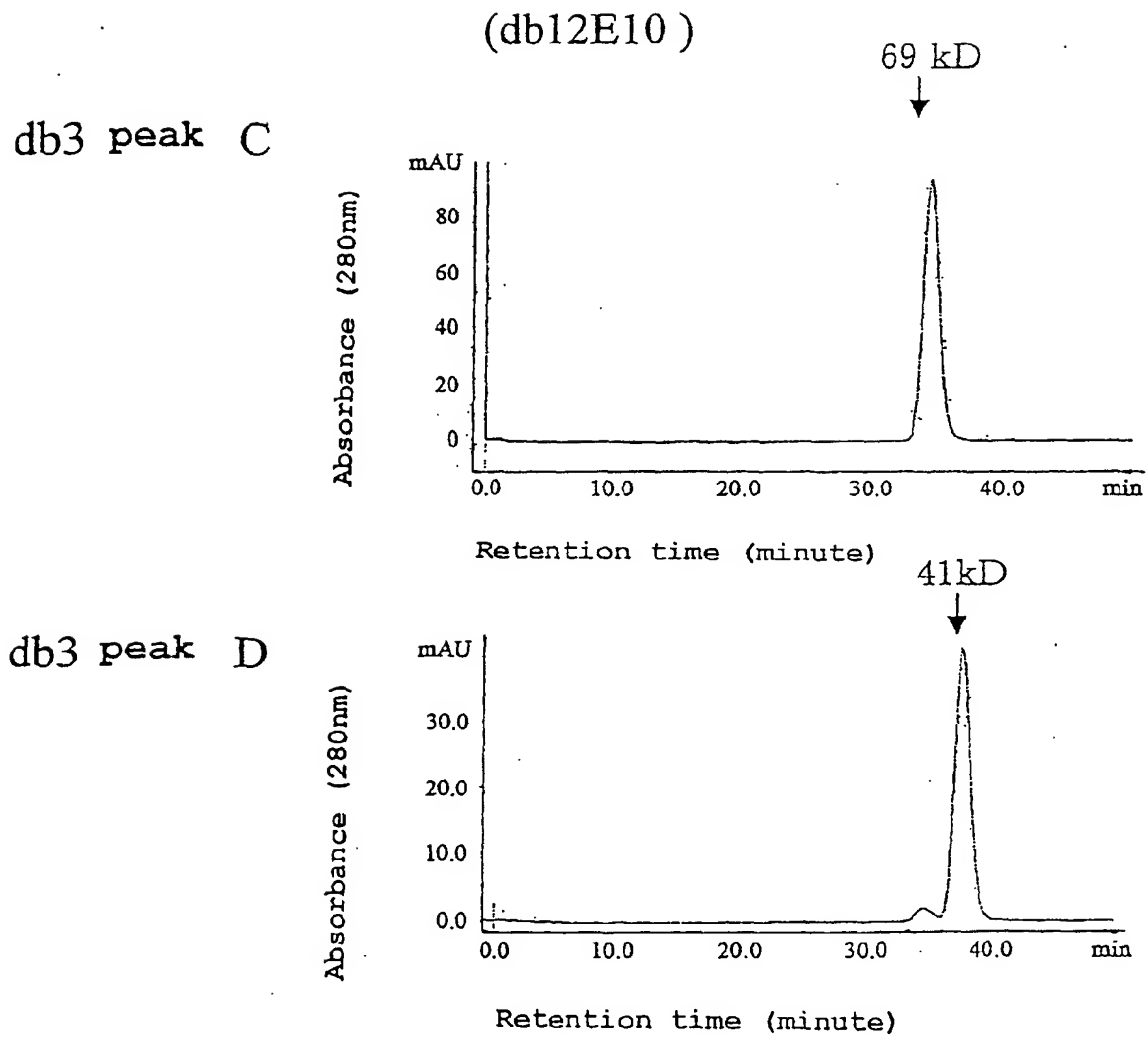 (db12E10 )
69 kD
db3 peak C
mAU
80
60
40
20
0
Absorbance (280nm)
0.0 10.0 20.0 30.0 40.0 min
Retention time (minute)
41kD
db3 peak D
mAU
30.0
20.0
10.0
0.0
Absorbance (280nm)
0.0 10.0 20.0 30.0 40.0 min
Retention time (minute)